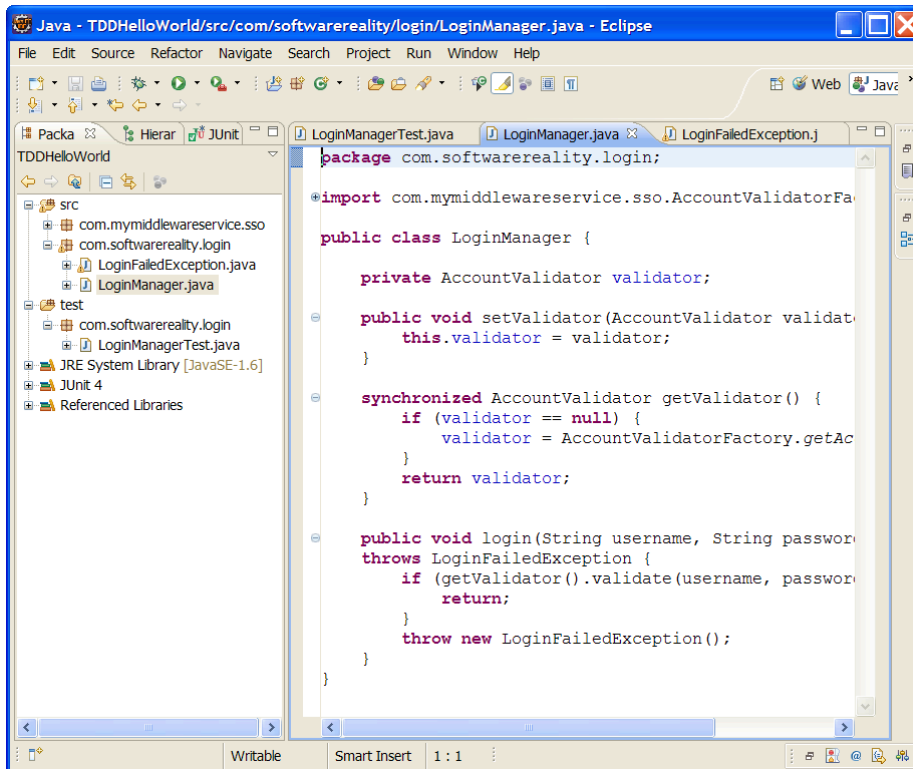 Java - TDDHelloWorld/src/com/softwarereality/login/LoginManager.java - Eclipse
File Edit Source Refactor Navigate Search Project Run Window Help
Web Java
Packa Hierar JUnit
TDDHelloWorld
src
com.mymiddlewareservice.sso
com.softwarereality.login
LoginFailedException.java
LoginManager.java
test
com.softwarereality.login
LoginManagerTest.java
JRE System Library [JavaSE-1.6]
JUnit 4
Referenced Libraries
LoginManagerTest.java LoginManager.java LoginFailedException.j
package com.softwarereality.login;
import com.mymiddlewareservice.sso.AccountValidatorFa
public class LoginManager {
private AccountValidator validator;
public void setValidator(AccountValidator validat
this.validator = validator;
}
synchronized AccountValidator getValidator() {
if (validator == null) {
validator = AccountValidatorFactory.getAc
}
return validator;
}
public void login(String username, String passwor
throws LoginFailedException {
if (getValidator().validate(username, passwor
return;
}
throw new LoginFailedException();
}
}
Writable Smart Insert 1 : 1